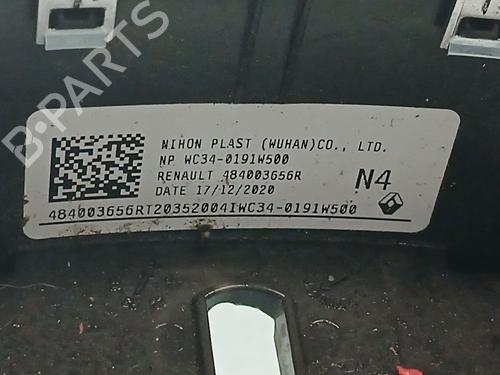 B-PARTS
NIHON PLAST (WUHAN)CO., LTD.
NP WC34-0191W500
RENAULT 484003656R
DATE 17/12/2020
N4
484003656RT20352004IWC34-0191W500